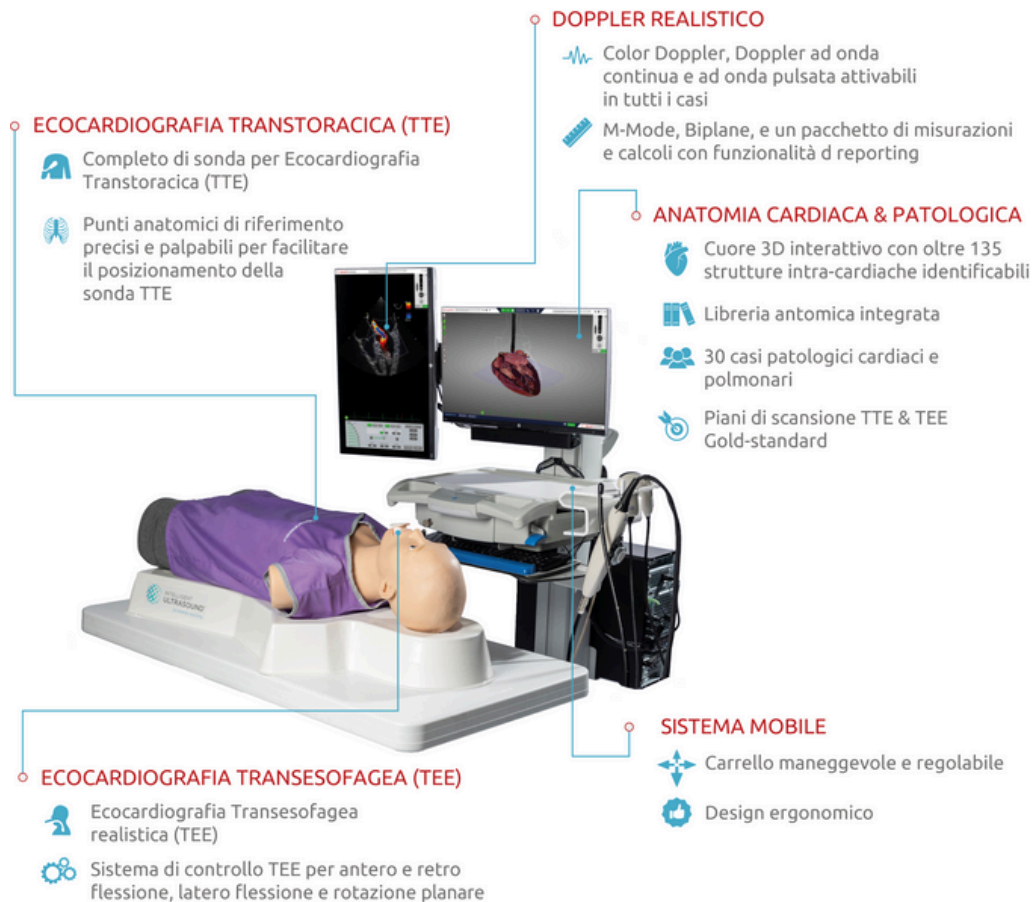 DOPPLER REALISTICO
Color Doppler, Doppler ad onda
continua e ad onda pulsata attivabili
in tutti i casi
M-Mode, Biplane, e un pacchetto di misurazioni
e calcoli con funzionalità d reporting
ECOCARDIOGRAFIA TRANSTORACICA (TTE)
Completo di sonda per Ecocardiografia
Transtoracica (TTE)
Punti anatomici di riferimento
precisi e palpabili per facilitare
il posizionamento della
sonda TTE
ANATOMIA CARDIACA & PATOLOGICA
Cuore 3D interattivo con oltre 135
strutture intra-cardiache identificabili
Libreria antomica integrata
30 casi patologici cardiaci e
polmonari
Piani di scansione TTE & TEE
Gold-standard
INTELLIGENT
ULTRASOUND
SISTEMA MOBILE
Carrello maneggevole e regolabile
Design ergonomico
ECOCARDIOGRAFIA TRANSESOFAGEA (TEE)
Ecocardiografia Transesofagea
realistica (TEE)
Sistema di controllo TEE per antero e retro
flessione, latero flessione e rotazione planare